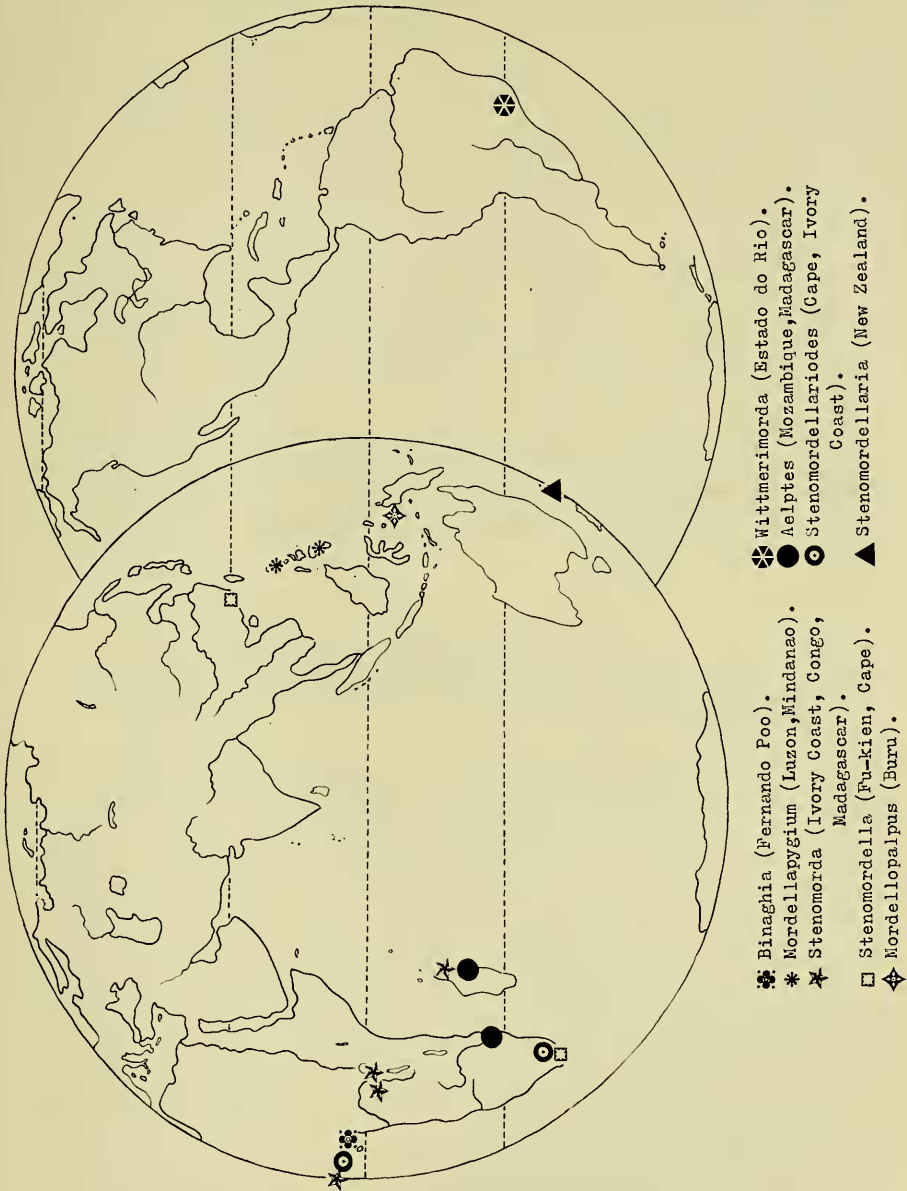 Binaghia (Fernando Poo).
Mordellapygium (Luzon,Mindanao).
Stenomorda (Ivory Coast, Congo,
Madagascar).
Stenomordella (Fu-kien, Cape).
Mordellopalpus (Buru).
Wittmerimorda (Estado do Rio).
Aelptes (Mozambique,Madagascar).
Stenomordellariodes (Cape, Ivory
Coast).
Stenomordellaria (New Zealand).